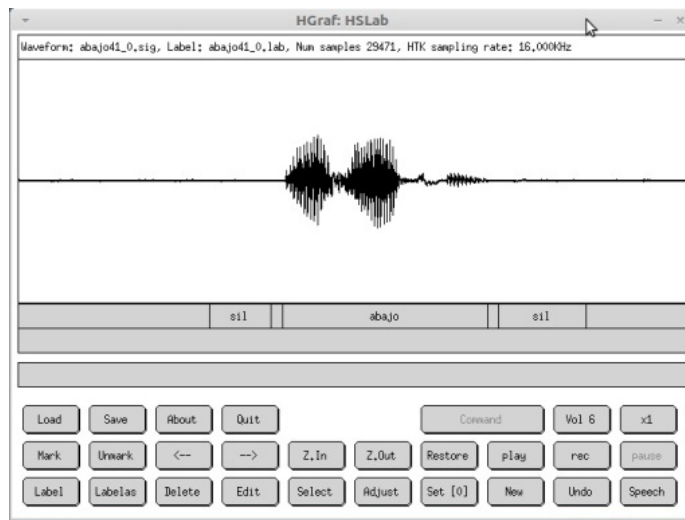 HGraf: HSLab
Waveform: abajo41_0.sig, Label: abajo41_0.lab, Num samples 29471, HTK sampling rate: 16.000KHz
sil abajo sil
Load Save About Quit Command Vol 6 x1
Mark Unmark <-- --> Z.In Z.Out Restore play rec pause
Label Labelas Delete Edit Select Adjust Set [0] New Undo Speech